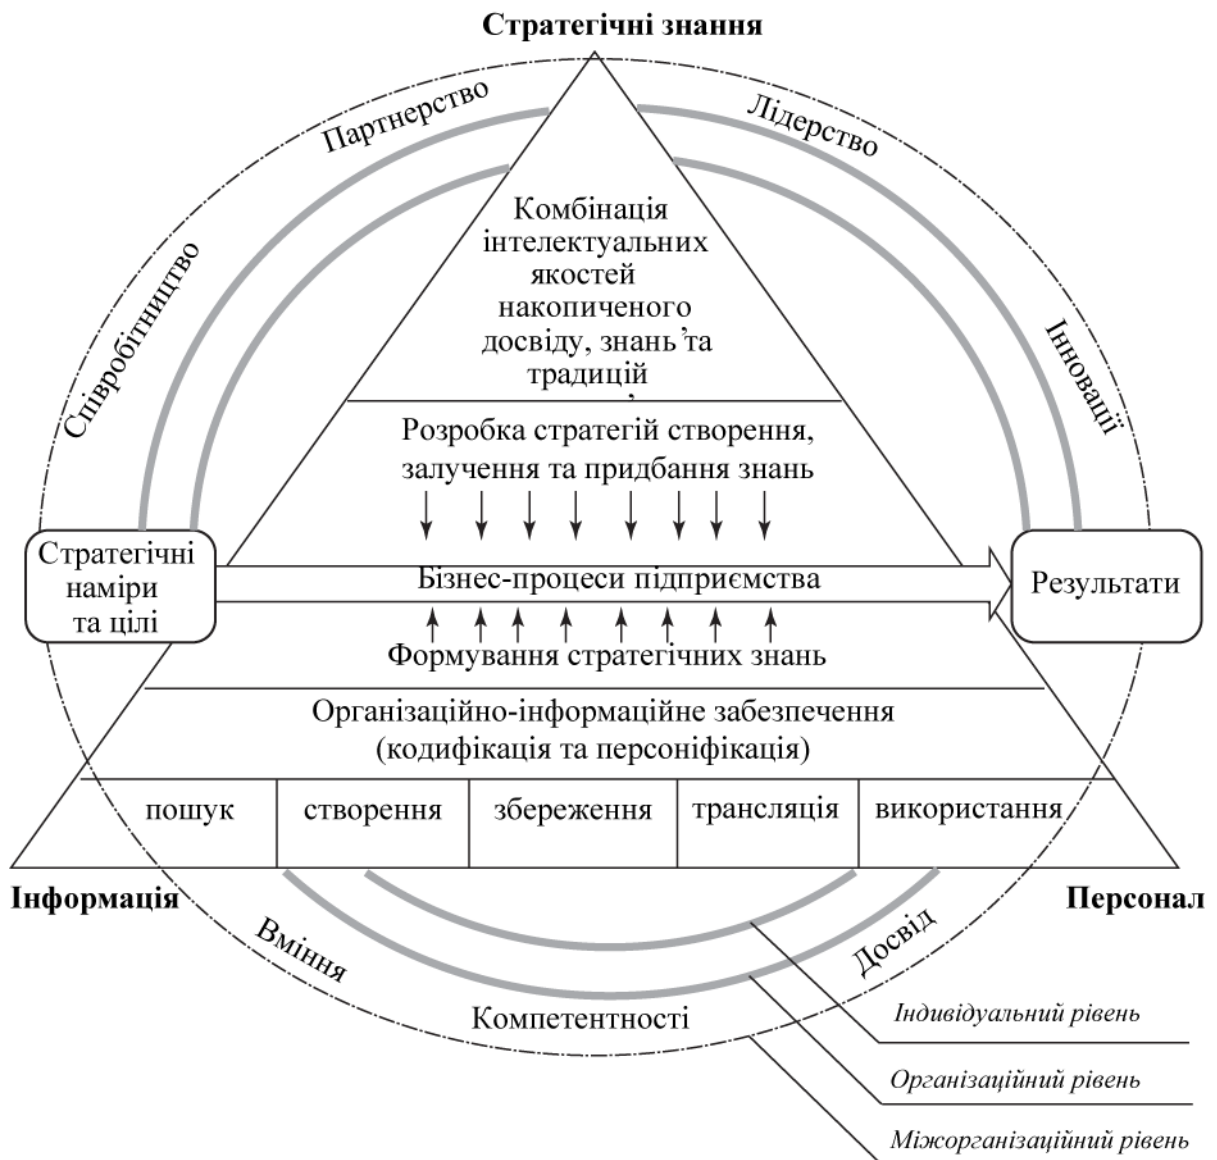 Стратегічні знання
Партнерство
Лідерство
Співробітництво
Інновації
Комбінація
інтелектуальних
якостей
накопиченого
досвіду, знань та
традицій
Розробка стратегій створення,
залучення та придбання знань
Стратегічні
наміри
та цілі
Бізнес-процеси підприємства
Результати
Формування стратегічних знань
Організаційно-інформаційне забезпечення
(кодифікація та персоніфікація)
пошук
створення
збереження
трансляція
використання
Інформація
Персонал
Вміння
Досвід
Компетентності
Індивідуальний рівень
Організаційний рівень
Міжорганізаційний рівень